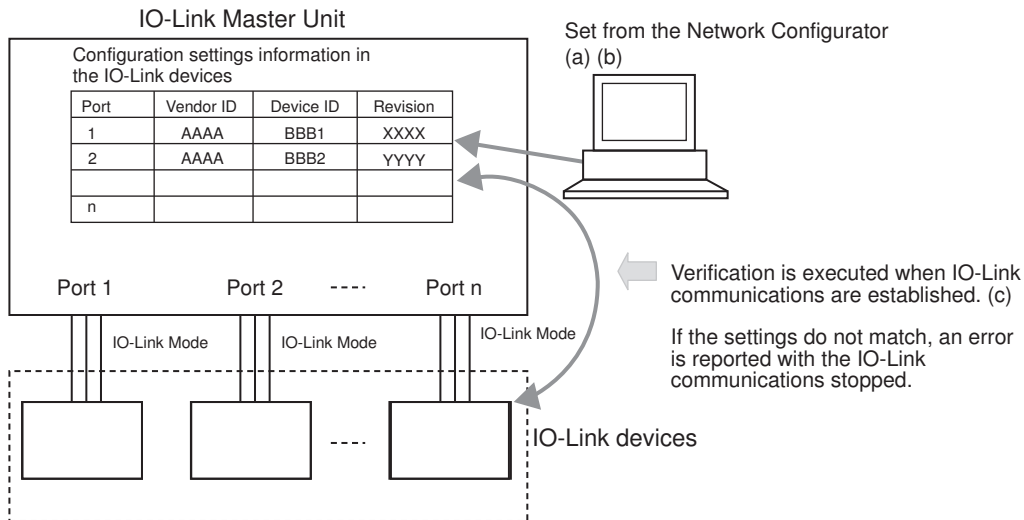 IO-Link Master Unit
Configuration settings information in
the IO-Link devices
Port Vendor ID Device ID Revision
1 AAAA BBB1 XXXX
2 AAAA BBB2 YYYY
n
Set from the Network Configurator
(a) (b)
Port 1 Port 2 ---- Port n
IO-Link Mode IO-Link Mode IO-Link Mode
Verification is executed when IO-Link
communications are established. (c)
If the settings do not match, an error
is reported with the IO-Link
communications stopped.
----
IO-Link devices